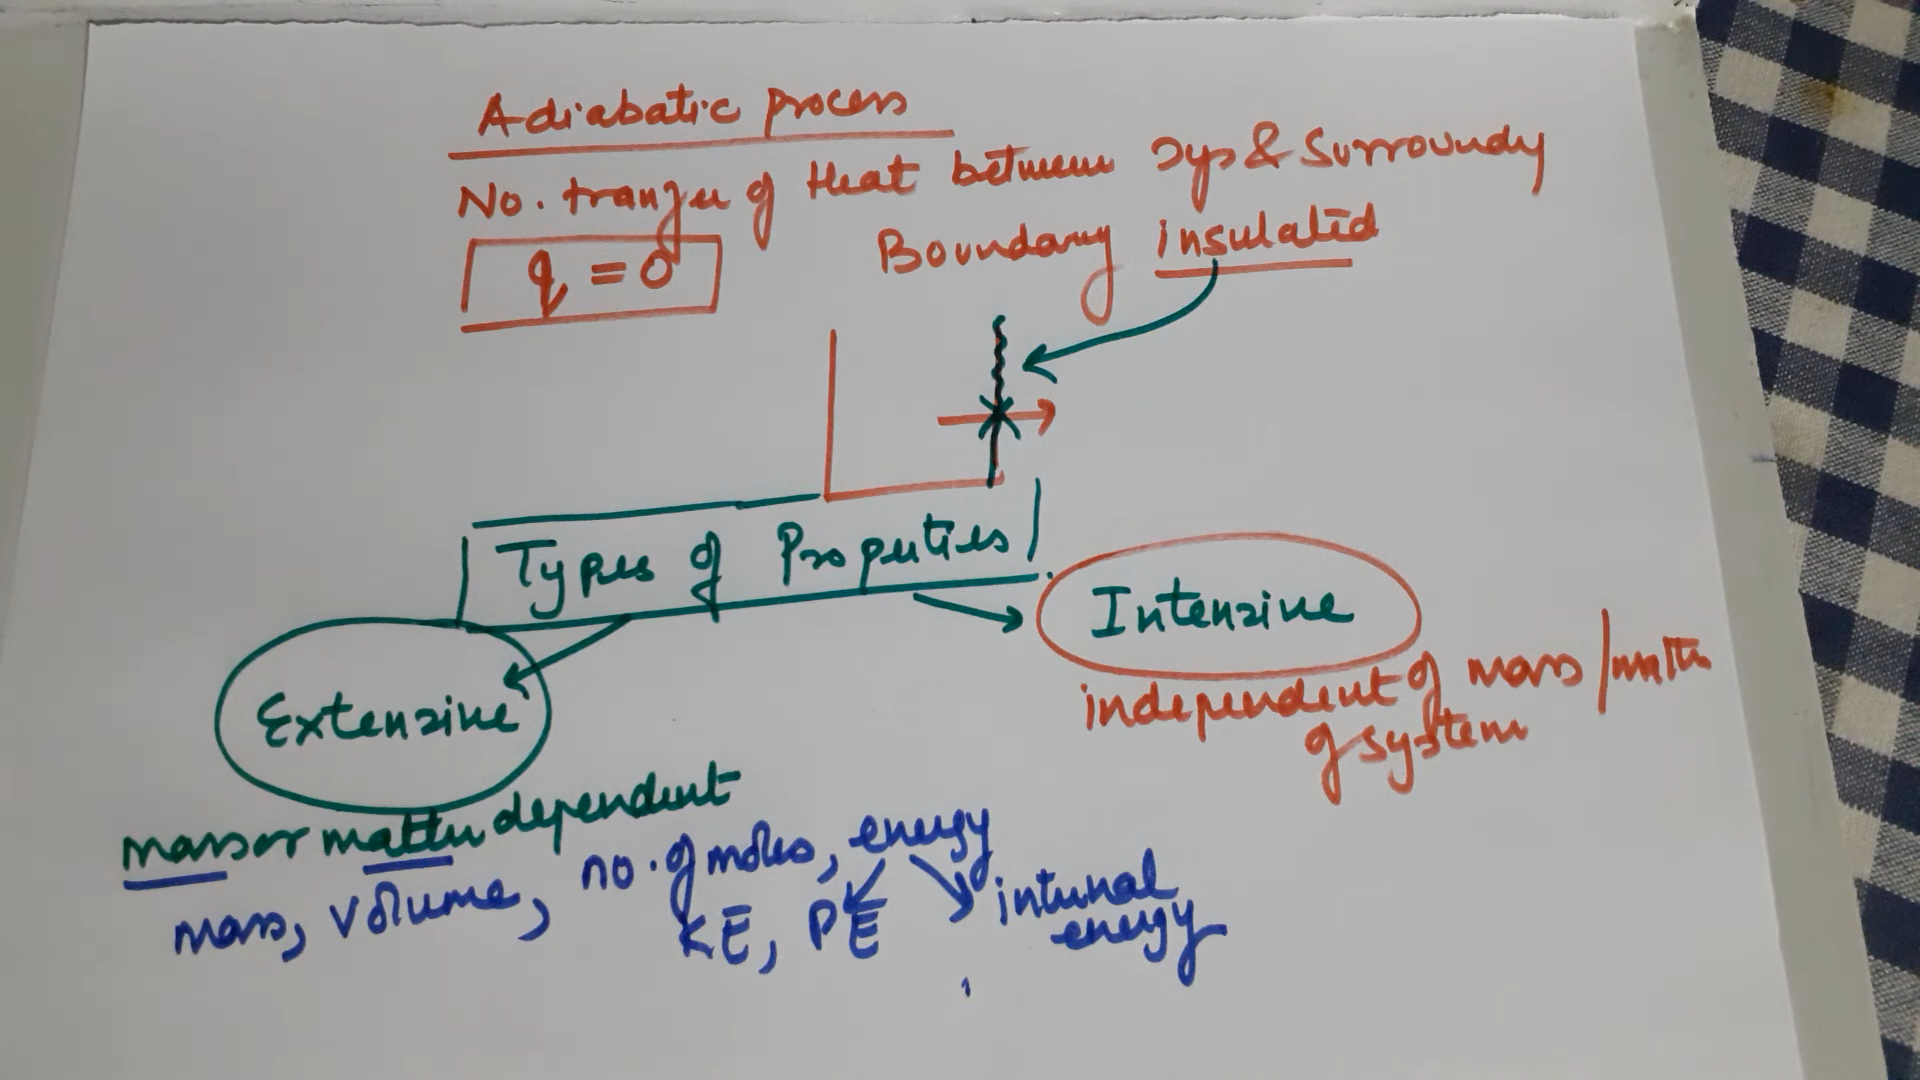 Adiabatic process
No. transfer of Heat between Sys & Surroundg
q = 0
Boundary insulated
Types of Properties
Intensive
independent of mass / matter
of system
Extensive
mass or matter dependent
mass, volume, no. of moles, energy
KE, PE
internal
energy